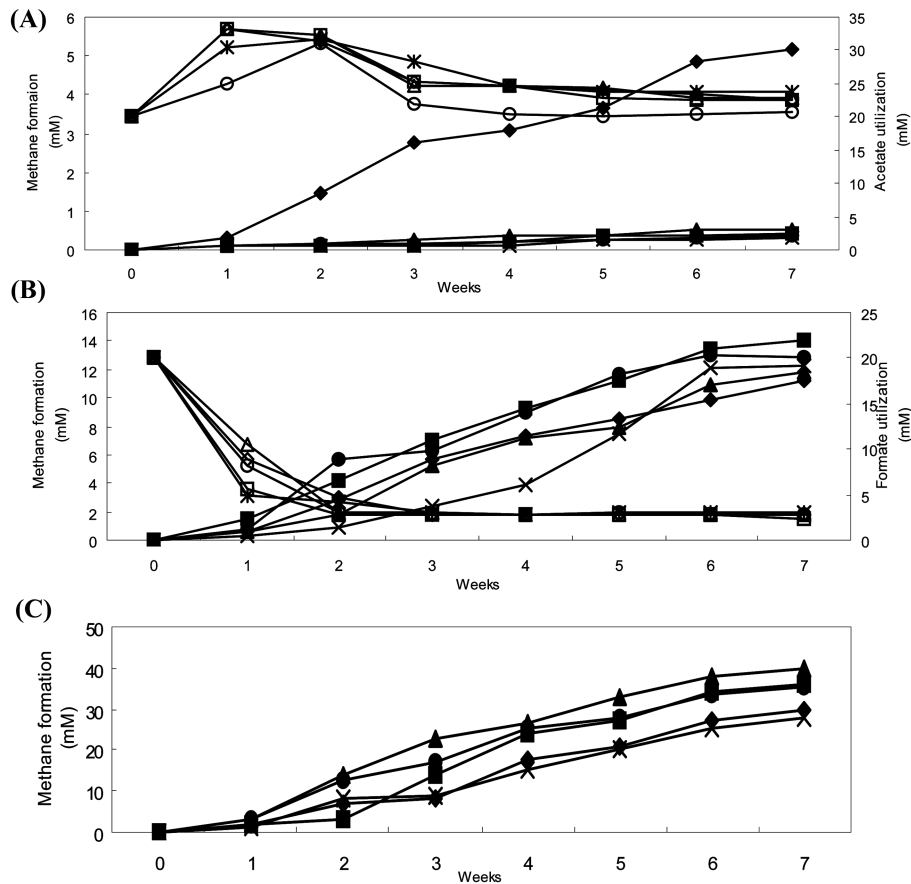 (A)
Methane formaion
(mM)
6
5
4
3
2
1
0
35
30
25
20
15
10
5
0
Acetate utilization
(mM)
0 1 2 3 4 5 6 7
Weeks
(B)
Methane formation
(mM)
16
14
12
10
8
6
4
2
0
25
20
15
10
5
0
Formate utilization
(mM)
0 1 2 3 4 5 6 7
Weeks
(C)
Methane formation
(mM)
50
40
30
20
10
0
0 1 2 3 4 5 6 7
Weeks